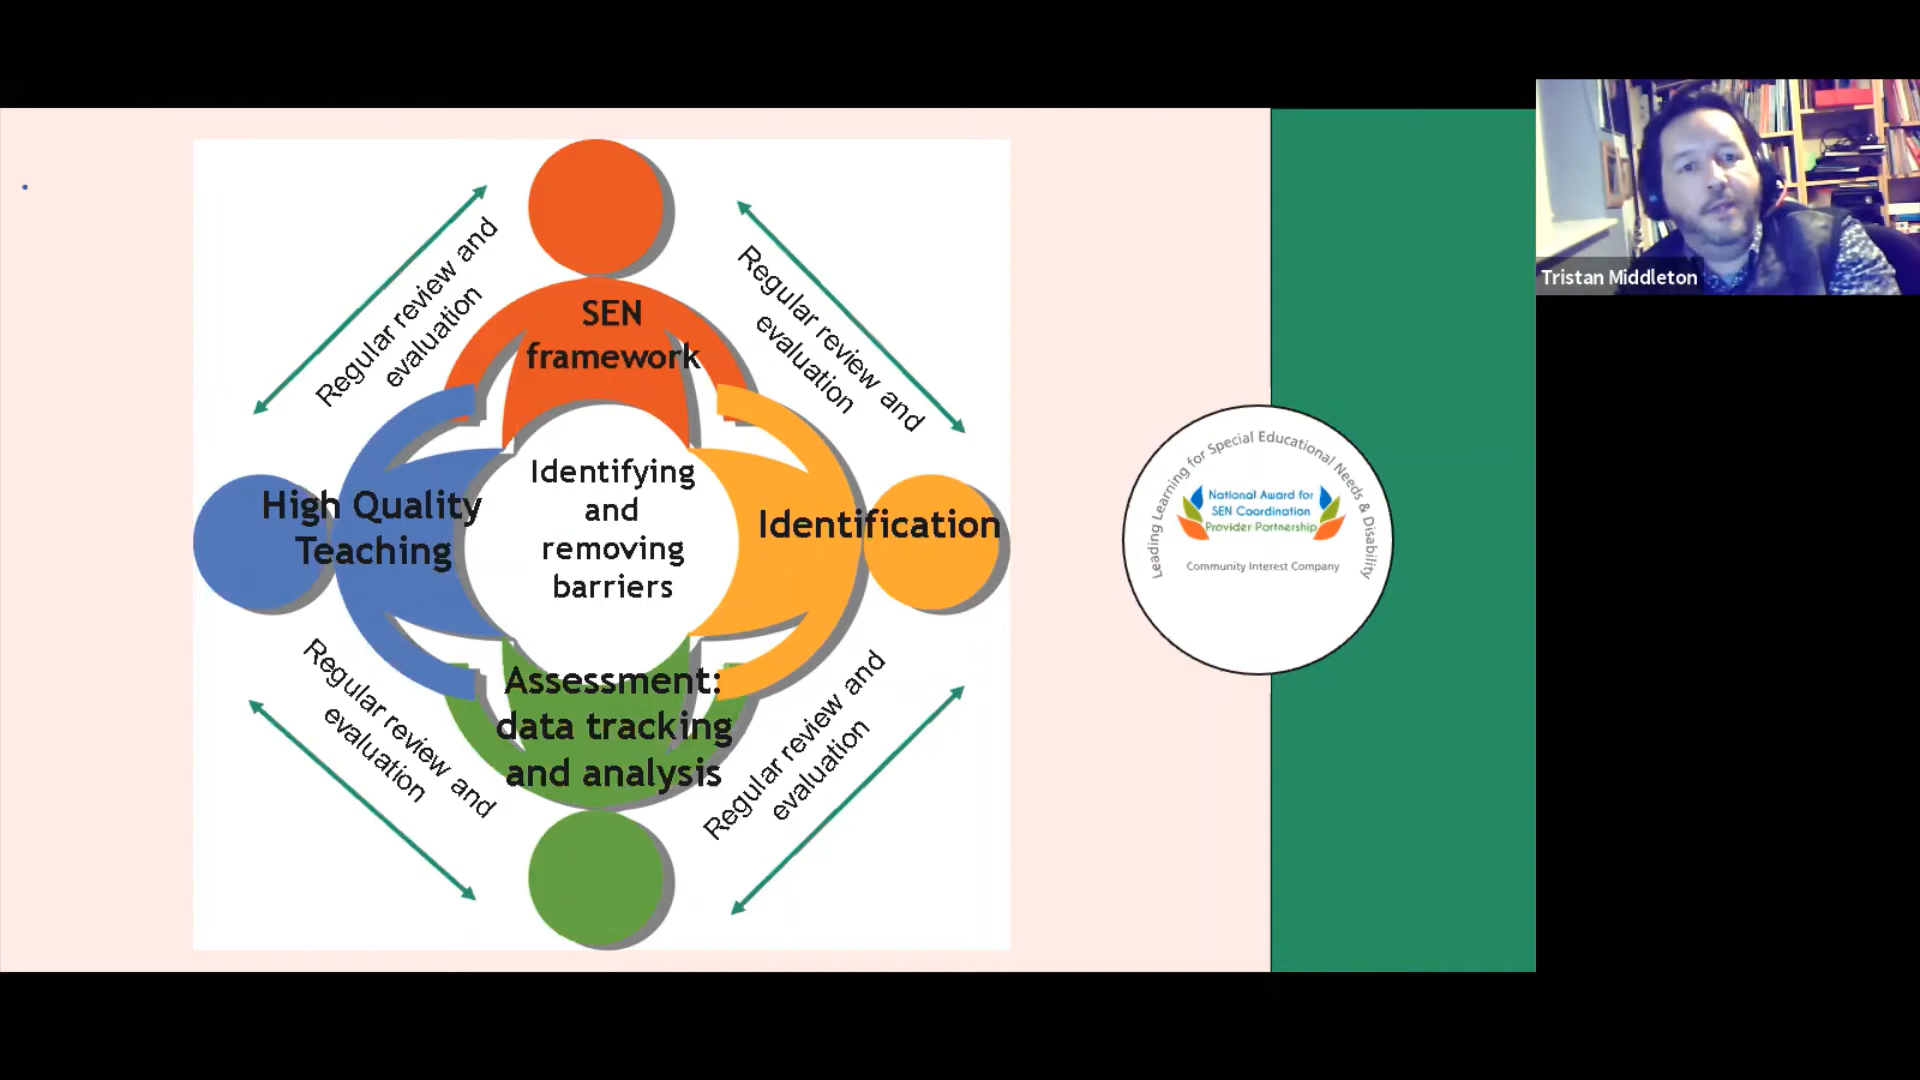 Regular review and
evaluation
SEN
framework
Regular review and
evaluation
High Quality
Teaching
Identifying
and
removing
barriers
Identification
Regular review and
evaluation
Assessment:
data tracking
and analysis
Regular review and
evaluation
Leading Learning for Special Educational Needs & Disability
National Award for
SEN Coordination
Provider Partnership
Community Interest Company
Tristan Middleton